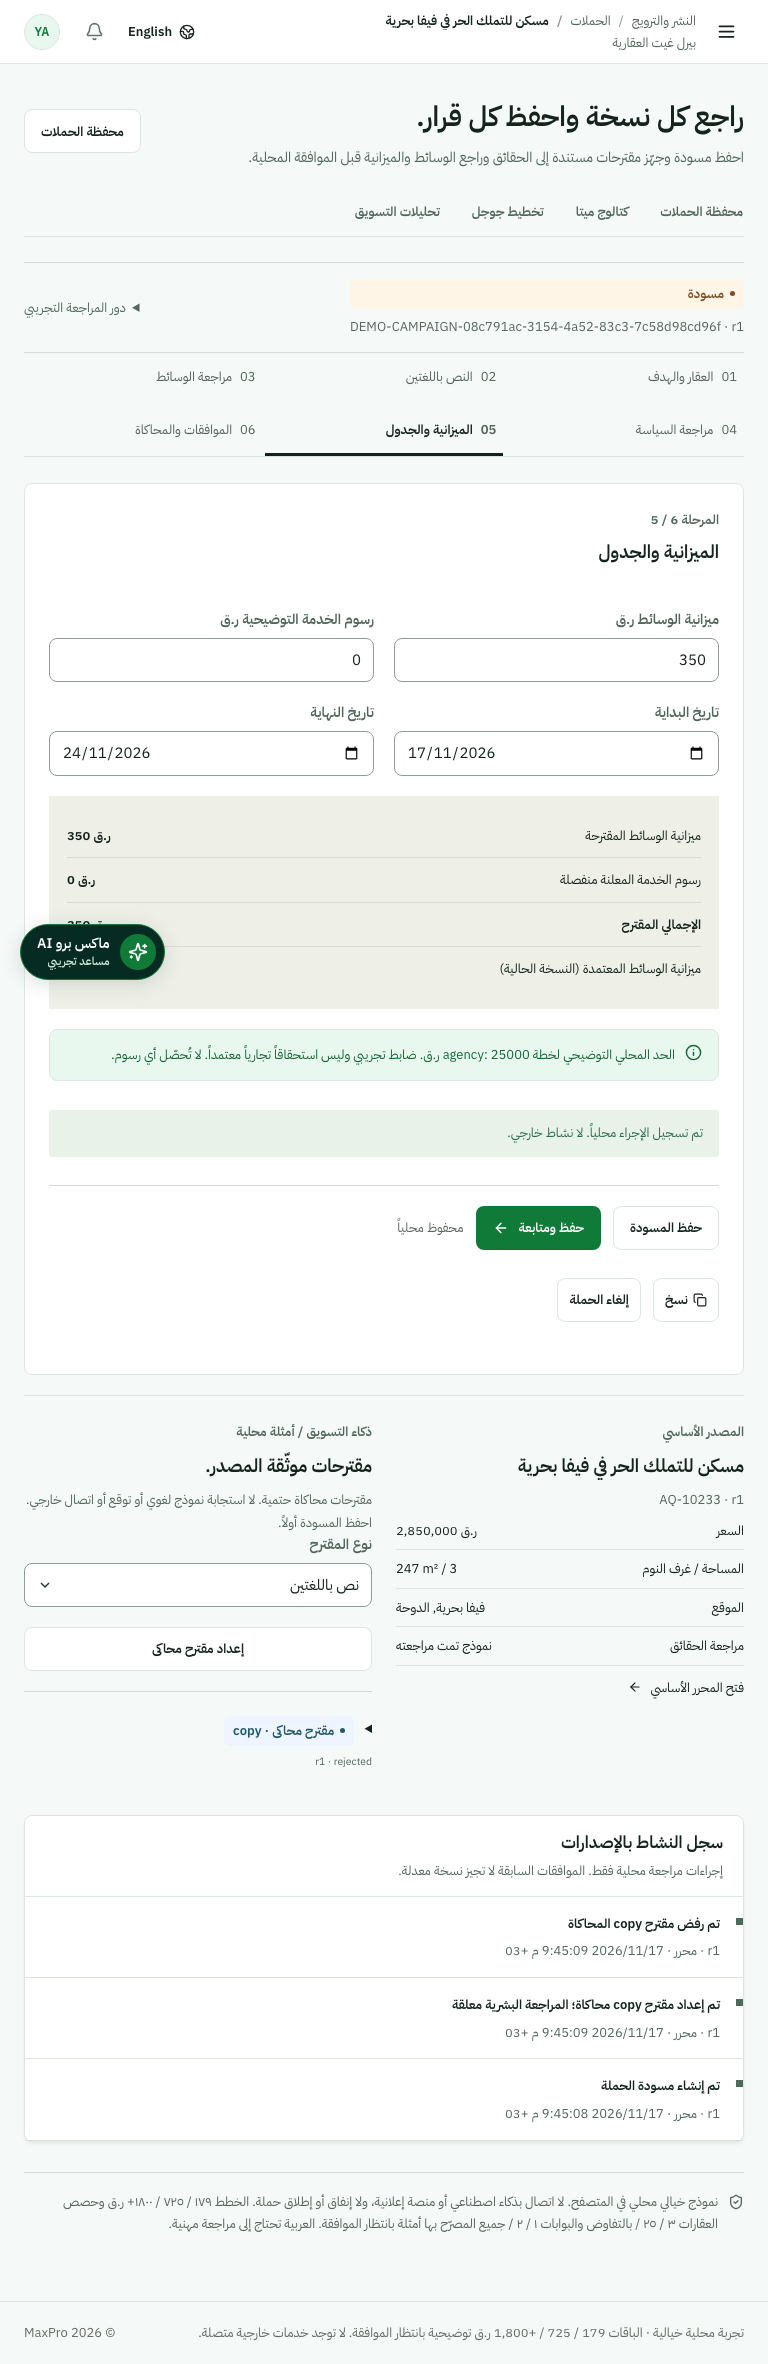 النشر والترويج / الحملات / مسكن للتملك الحر في فيفا بحرية
بيرل غيت العقارية
English
YA
راجع كل نسخة واحفظ كل قرار.
احفظ مسودة وجهّز مقترحات مستندة إلى الحقائق وراجع الوسائط والميزانية قبل الموافقة المحلية.
محفظة الحملات
محفظة الحملات
كتالوج ميتا
تخطيط جوجل
تحليلات التسويق
مسودة
DEMO-CAMPAIGN-08c791ac-3154-4a52-83c3-7c58d98cd96f · r1
دور المراجعة التجريبي
01 العقار والهدف
02 النص باللغتين
03 مراجعة الوسائط
04 مراجعة السياسة
05 الميزانية والجدول
06 الموافقات والمحاكاة
المرحلة 6 / 5
الميزانية والجدول
ميزانية الوسائط ر.ق
رسوم الخدمة التوضيحية ر.ق
350
0
تاريخ البداية
تاريخ النهاية
17/11/2026
24/11/2026
ميزانية الوسائط المقترحة
ر.ق 350
رسوم الخدمة المعلنة منفصلة
ر.ق 0
الإجمالي المقترح
ميزانية الوسائط المعتمدة (النسخة الحالية)
ماكس برو AI
مساعد تجريبي
الحد المحلي التوضيحي لخطة agency: 25000 ر.ق. ضابط تجريبي وليس استحقاقاً تجارياً معتمداً. لا تُحصّل أي رسوم.
تم تسجيل الإجراء محلياً. لا نشاط خارجي.
حفظ المسودة
حفظ ومتابعة
محفوظ محلياً
نسخ
إلغاء الحملة
المصدر الأساسي
مسكن للتملك الحر في فيفا بحرية
AQ-10233 · r1
السعر
ر.ق 2,850,000
المساحة / غرف النوم
247 m² / 3
الموقع
فيفا بحرية, الدوحة
مراجعة الحقائق
نموذج تمت مراجعته
فتح المحرر الأساسي
ذكاء التسويق / أمثلة محلية
مقترحات موثّقة المصدر.
مقترحات محاكاة حتمية. لا استجابة نموذج لغوي أو توقع أو اتصال خارجي.
احفظ المسودة أولاً.
نوع المقترح
نص باللغتين
إعداد مقترح محاكى
مقترح محاكى · copy
r1 · rejected
سجل النشاط بالإصدارات
إجراءات مراجعة محلية فقط. الموافقات السابقة لا تجيز نسخة معدلة.
تم رفض مقترح copy المحاكاة
r1 · محرر · 2026/11/17 9:45:09 م +03
تم إعداد مقترح copy محاكاة؛ المراجعة البشرية معلقة
r1 · محرر · 2026/11/17 9:45:09 م +03
تم إنشاء مسودة الحملة
r1 · محرر · 2026/11/17 9:45:08 م +03
نموذج خيالي محلي في المتصفح. لا اتصال بذكاء اصطناعي أو منصة إعلانية، ولا إنفاق أو إطلاق حملة. الخطط ١٧٩ / ٧٢٥ / ١٨٠٠+ ر.ق وحصص
العقارات ٣ / ٢٥ / بالتفاوض والبوابات ١ / ٢ / جميع المصرّح بها أمثلة بانتظار الموافقة. العربية تحتاج إلى مراجعة مهنية.
تجربة محلية خيالية · الباقات 179 / 725 / +1,800 ر.ق توضيحية بانتظار الموافقة. لا توجد خدمات خارجية متصلة.
© 2026 MaxPro